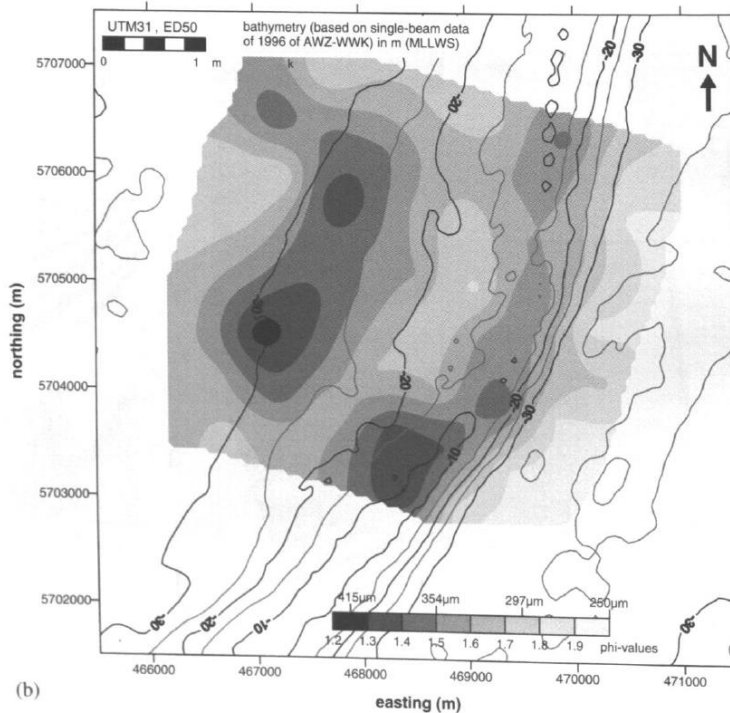 UTM31, ED50
0 1 m
k
bathymetry (based on single-beam data
of 1996 of AWZ-WWK) in m (MLLWS)
N
5707000
5706000
5705000
5704000
5703000
5702000
northing (m)
-20
-30
-20
-30
-20
-20
-30
-10
-30
-20
-10
-30
415µm 354µm 297µm 250µm
1.2 1.3 1.4 1.5 1.6 1.7 1.8 1.9 phi-values
466000 467000 468000 469000 470000 471000
easting (m)
(b)